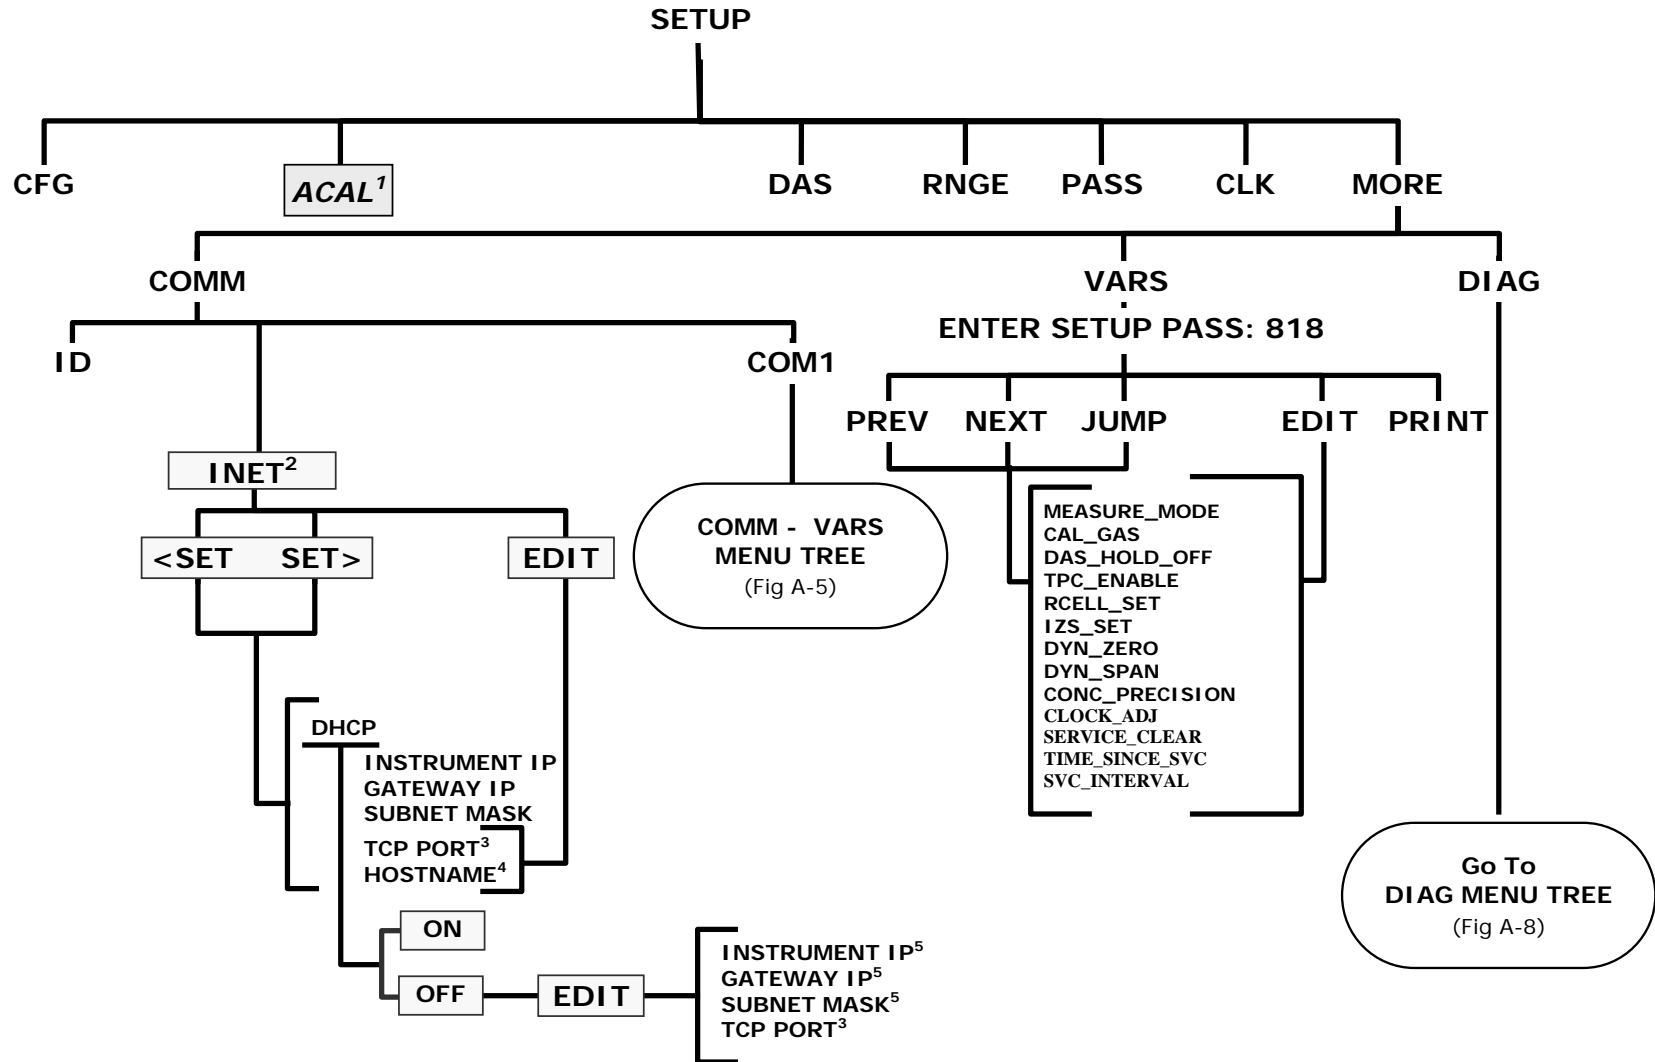 SETUP
CFG
ACAL¹
DAS
RNGE
PASS
CLK
MORE
COMM
VARS
DIAG
ENTER SETUP PASS: 818
ID
COM1
PREV
NEXT
JUMP
EDIT
PRINT
INET²
<SET SET>
EDIT
COMM - VARS
MENU TREE
(Fig A-5)
MEASURE_MODE
CAL_GAS
DAS_HOLD_OFF
TPC_ENABLE
RCELL_SET
IZS_SET
DYN_ZERO
DYN_SPAN
CONC_PRECISION
CLOCK_ADJ
SERVICE_CLEAR
TIME_SINCE_SVC
SVC_INTERVAL
DHCP
INSTRUMENT IP
GATEWAY IP
SUBNET MASK
TCP PORT³
HOSTNAME⁴
Go To
DIAG MENU TREE
(Fig A-8)
ON
OFF
EDIT
INSTRUMENT IP⁵
GATEWAY IP⁵
SUBNET MASK⁵
TCP PORT³